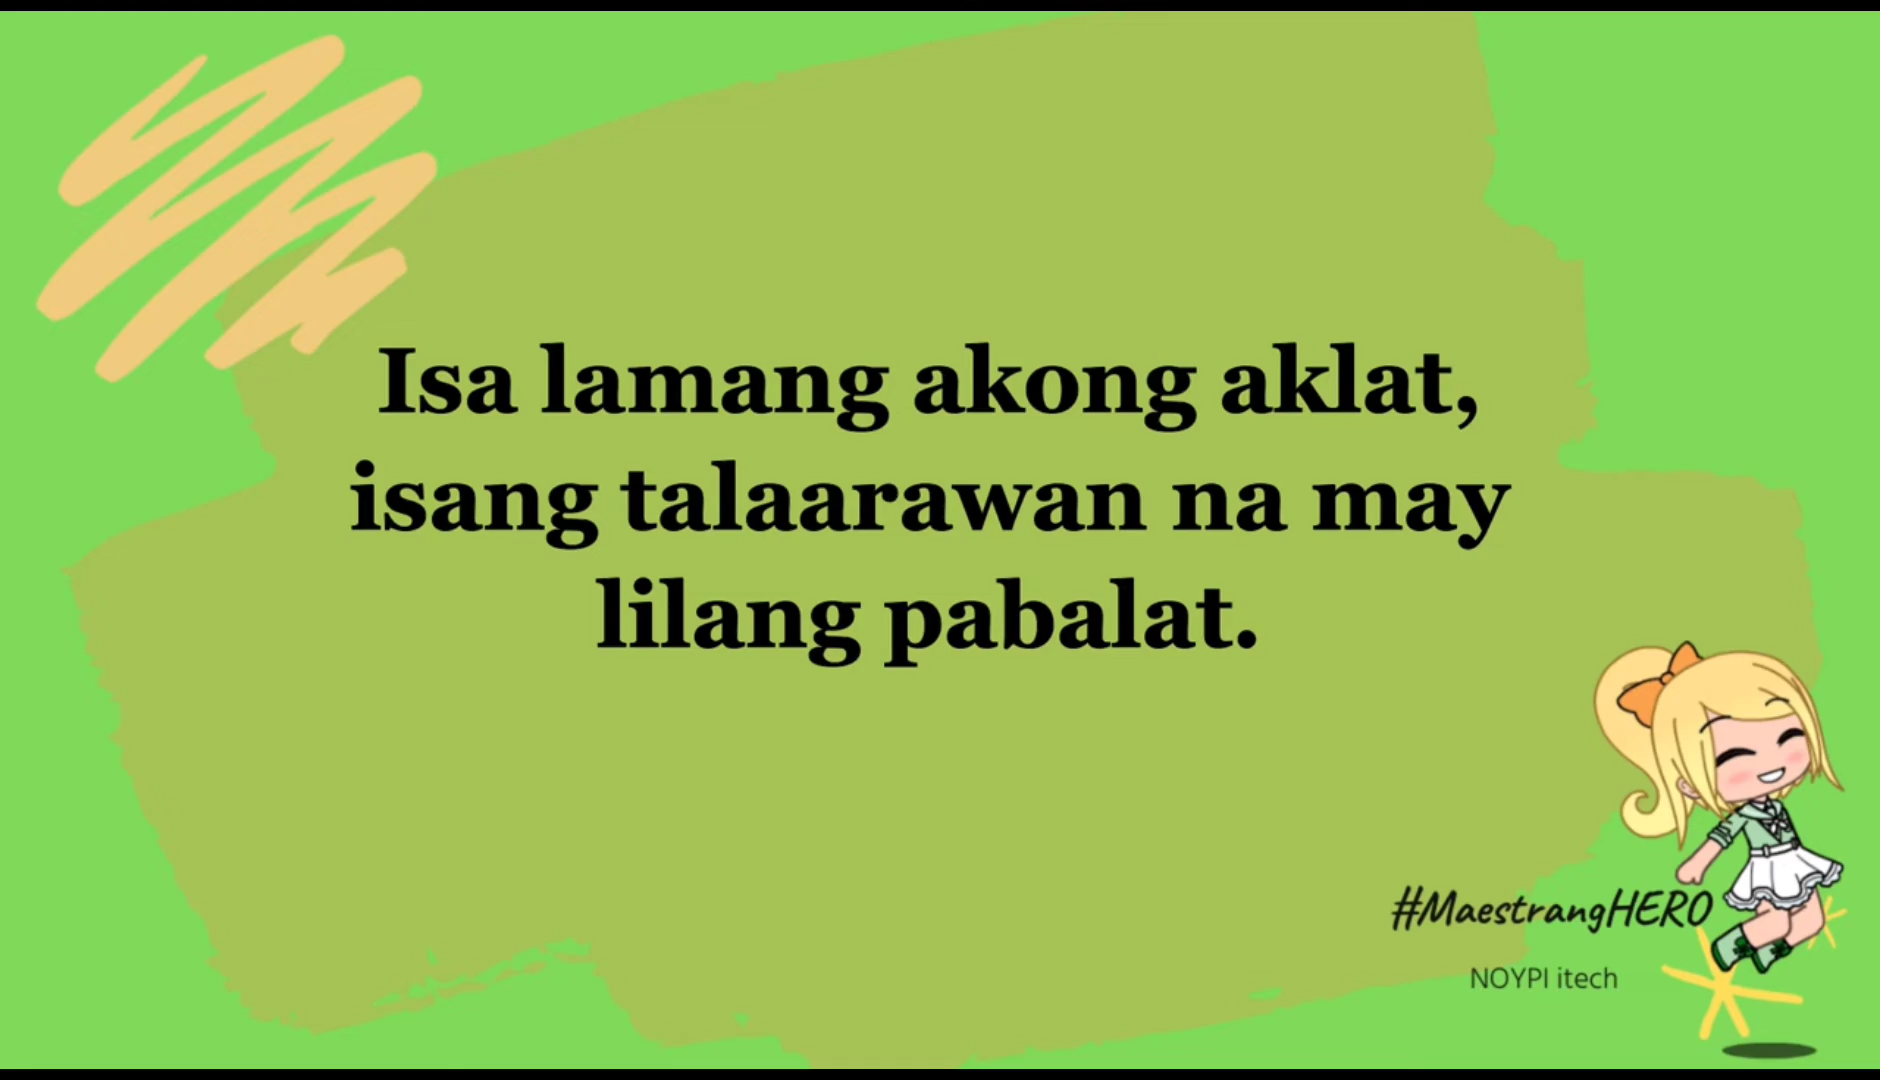 Isa lamang akong aklat,
isang talaarawan na may
lilang pabalat.
#MaestrangHERO
NOYPI itech